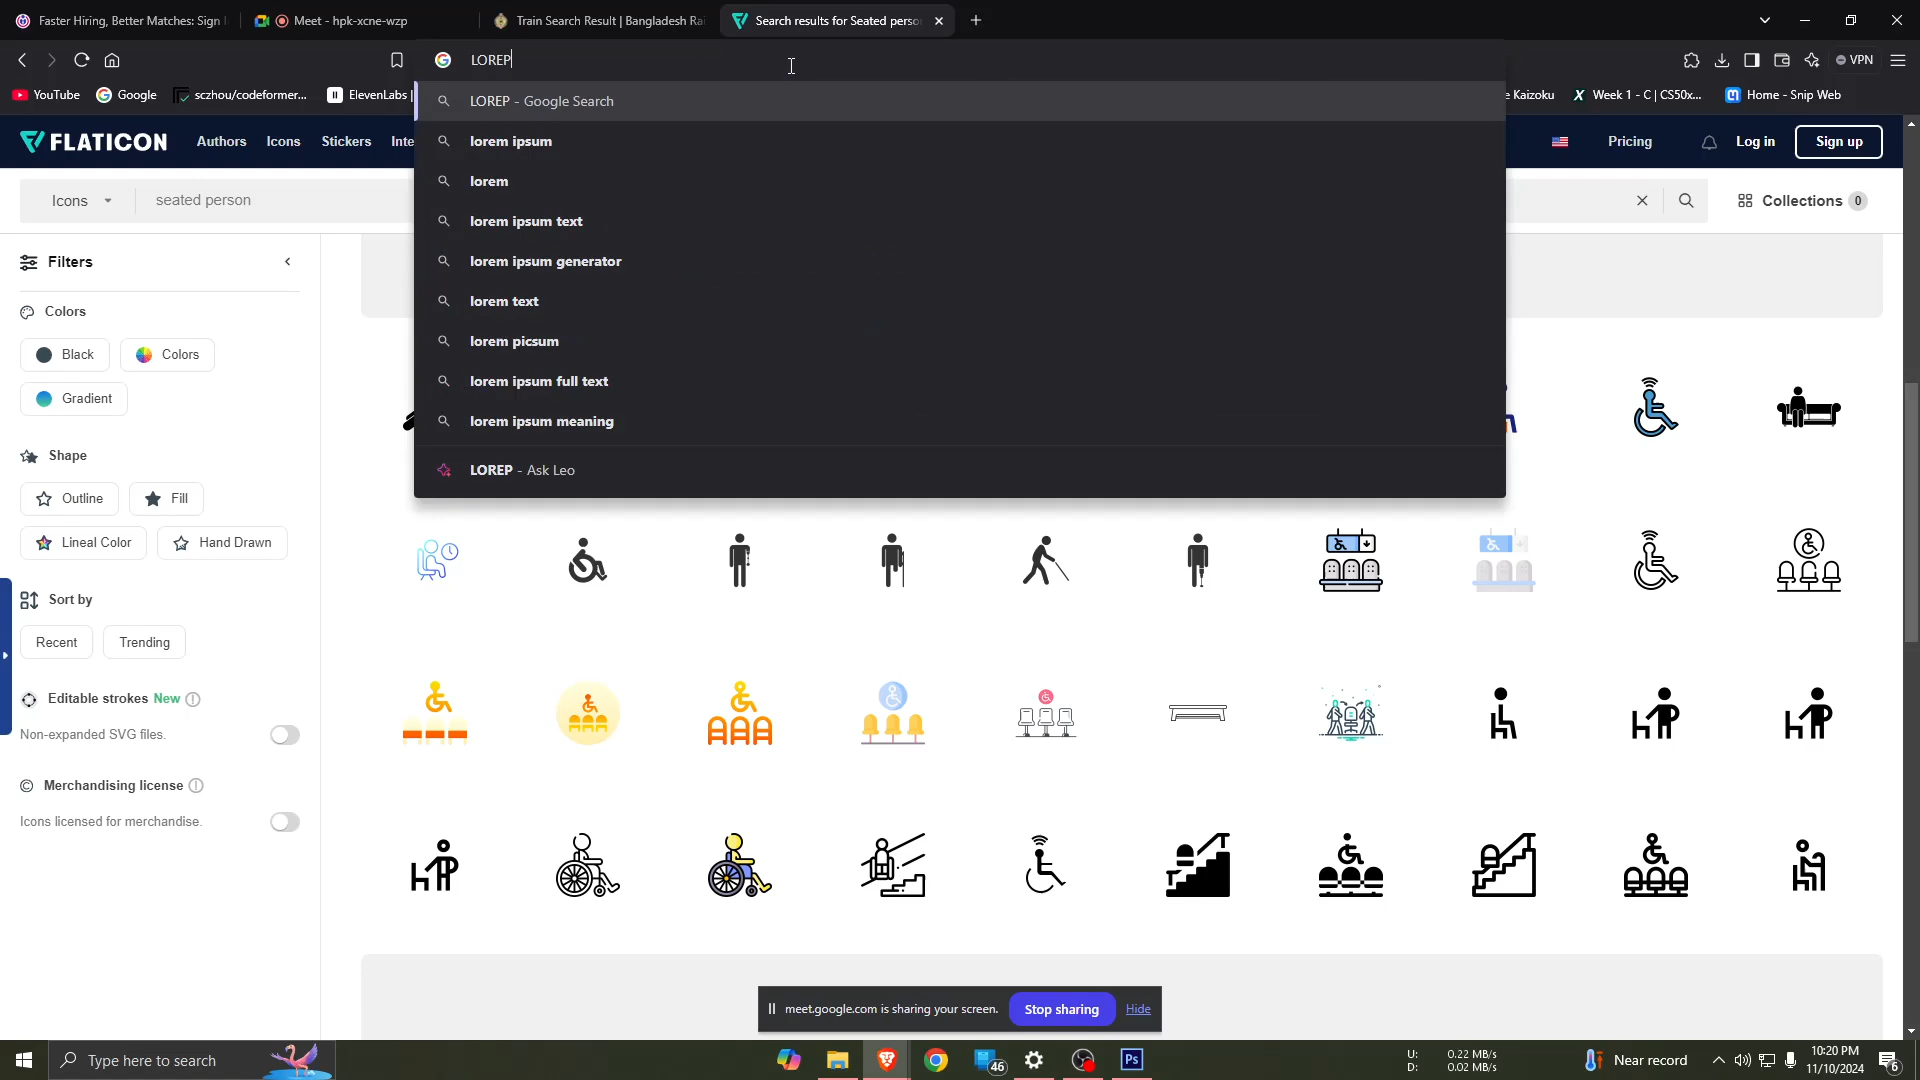 Faster Hiring, Better Matches: Sign
Meet - hpk-xcne-wzp
Train Search Result | Bangladesh Rai
Search results for Seated person
LOREP
VPN
YouTube
Google
sczhou/codeformer...
ElevenLabs |
e Kaizoku
Week 1 - C | CS50x...
Home - Snip Web
LOREP - Google Search
lorem ipsum
lorem
lorem ipsum text
lorem ipsum generator
lorem text
lorem picsum
lorem ipsum full text
lorem ipsum meaning
LOREP - Ask Leo
FLATICON
Authors
Icons
Stickers
Inte
Pricing
Log in
Sign up
Icons
seated person
Collections 0
Filters
Colors
Black
Colors
Gradient
Shape
Outline
Fill
Lineal Color
Hand Drawn
Sort by
Recent
Trending
Editable strokes New
Non-expanded SVG files.
Merchandising license
Icons licensed for merchandise.
meet.google.com is sharing your screen.
Stop sharing
Hide
Type here to search
46
Ps
U: 0.22 MB/s
D: 0.02 MB/s
Near record
10:20 PM
11/10/2024
6